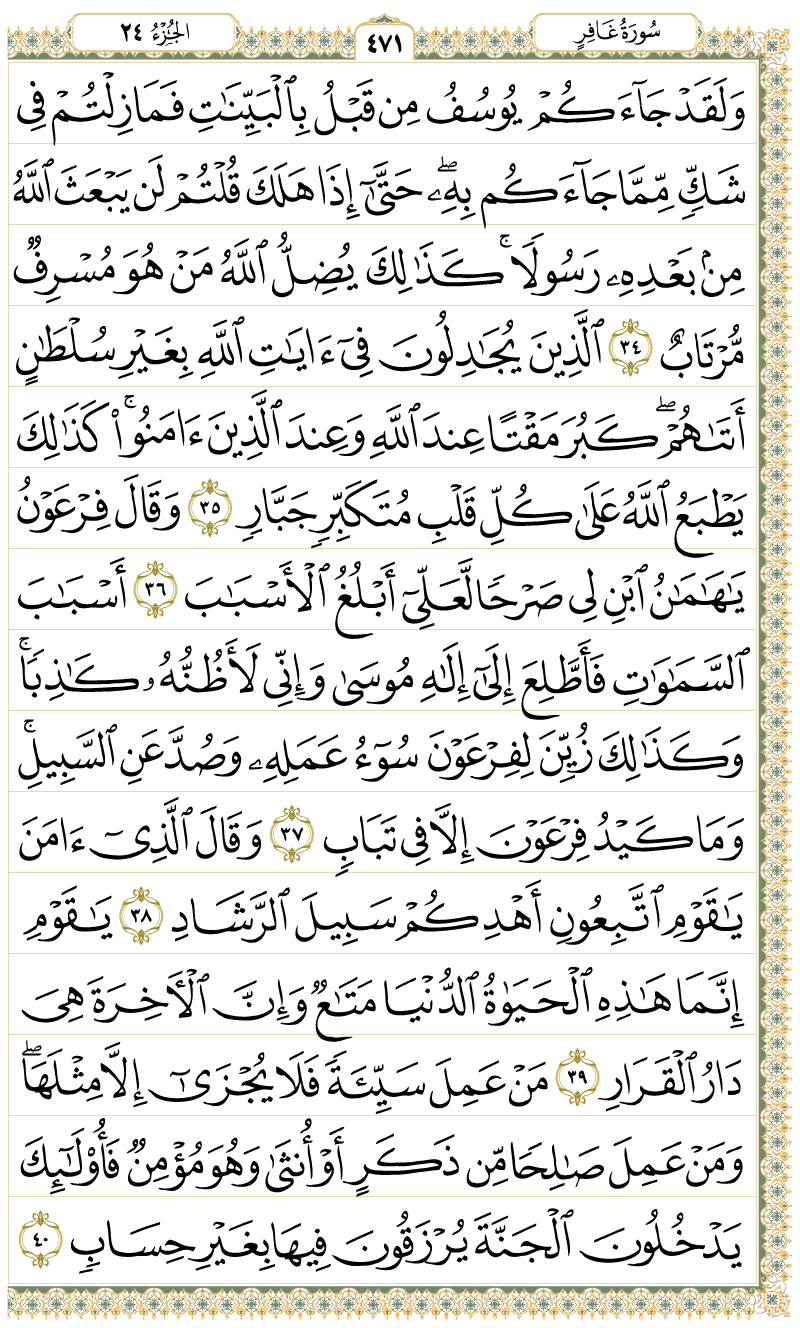 سُورَةُ غَافِرٍ
٤٧١
الجُزْءُ ٢٤
وَلَقَدْ جَآءَكُمْ يُوسُفُ مِن قَبْلُ بِٱلْبَيِّنَٰتِ فَمَا زِلْتُمْ فِى
شَكٍّ مِّمَّا جَآءَكُم بِهِۦۖ حَتَّىٰٓ إِذَا هَلَكَ قُلْتُمْ لَن يَبْعَثَ ٱللَّهُ
مِنۢ بَعْدِهِۦ رَسُولًاۚ كَذَٰلِكَ يُضِلُّ ٱللَّهُ مَنْ هُوَ مُسْرِفٌ
مُّرْتَابٌ ٣٤ ٱلَّذِينَ يُجَٰدِلُونَ فِىٓ ءَايَٰتِ ٱللَّهِ بِغَيْرِ سُلْطَٰنٍ
أَتَىٰهُمْۖ كَبُرَ مَقْتًا عِندَ ٱللَّهِ وَعِندَ ٱلَّذِينَ ءَامَنُوا۟ۚ كَذَٰلِكَ
يَطْبَعُ ٱللَّهُ عَلَىٰ كُلِّ قَلْبِ مُتَكَبِّرٍ جَبَّارٍ ٣٥ وَقَالَ فِرْعَوْنُ
يَٰهَٰمَٰنُ ٱبْنِ لِى صَرْحًا لَّعَلِّىٓ أَبْلُغُ ٱلْأَسْبَٰبَ ٣٦ أَسْبَٰبَ
ٱلسَّمَٰوَٰتِ فَأَطَّلِعَ إِلَىٰٓ إِلَٰهِ مُوسَىٰ وَإِنِّى لَأَظُنُّهُۥ كَٰذِبًاۚ
وَكَذَٰلِكَ زُيِّنَ لِفِرْعَوْنَ سُوٓءُ عَمَلِهِۦ وَصُدَّ عَنِ ٱلسَّبِيلِۚ
وَمَا كَيْدُ فِرْعَوْنَ إِلَّا فِى تَبَابٍ ٣٧ وَقَالَ ٱلَّذِىٓ ءَامَنَ
يَٰقَوْمِ ٱتَّبِعُونِ أَهْدِكُمْ سَبِيلَ ٱلرَّشَادِ ٣٨ يَٰقَوْمِ
إِنَّمَا هَٰذِهِ ٱلْحَيَوٰةُ ٱلدُّنْيَا مَتَٰعٌ وَإِنَّ ٱلْأَخِرَةَ هِىَ
دَارُ ٱلْقَرَارِ ٣٩ مَنْ عَمِلَ سَيِّئَةً فَلَا يُجْزَىٰٓ إِلَّا مِثْلَهَاۖ
وَمَنْ عَمِلَ صَٰلِحًا مِّن ذَكَرٍ أَوْ أُنثَىٰ وَهُوَ مُؤْمِنٌ فَأُو۟لَٰٓئِكَ
يَدْخُلُونَ ٱلْجَنَّةَ يُرْزَقُونَ فِيهَا بِغَيْرِ حِسَابٍ ٤٠